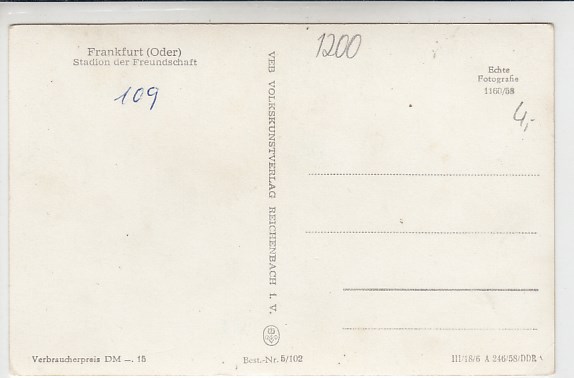 Frankfurt (Oder)
Stadion der Freundschaft
109
1200
VEB VOLKSKUNSTVERLAG REICHENBACH i. V.
Echte
Fotografie
1160/58
4,-
Verbraucherpreis DM —. 15
Best.-Nr. 5/102
III/18/6 A 246/58/DDR